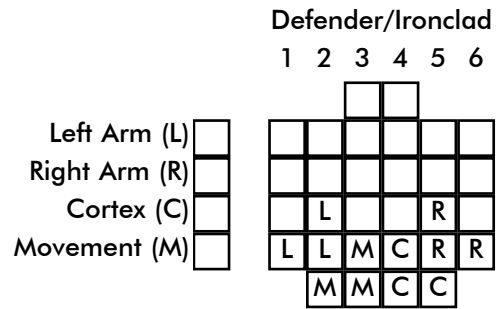 Defender/Ironclad
1 2 3 4 5 6
Left Arm (L)
Right Arm (R)
Cortex (C) L R
Movement (M) L L M C R R
M M C C